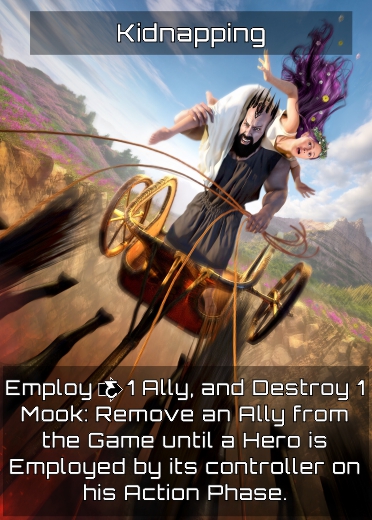 Kidnapping
Employ 1 Ally, and Destroy 1
Mook: Remove an Ally from
the Game until a Hero is
Employed by its controller on
his Action Phase.